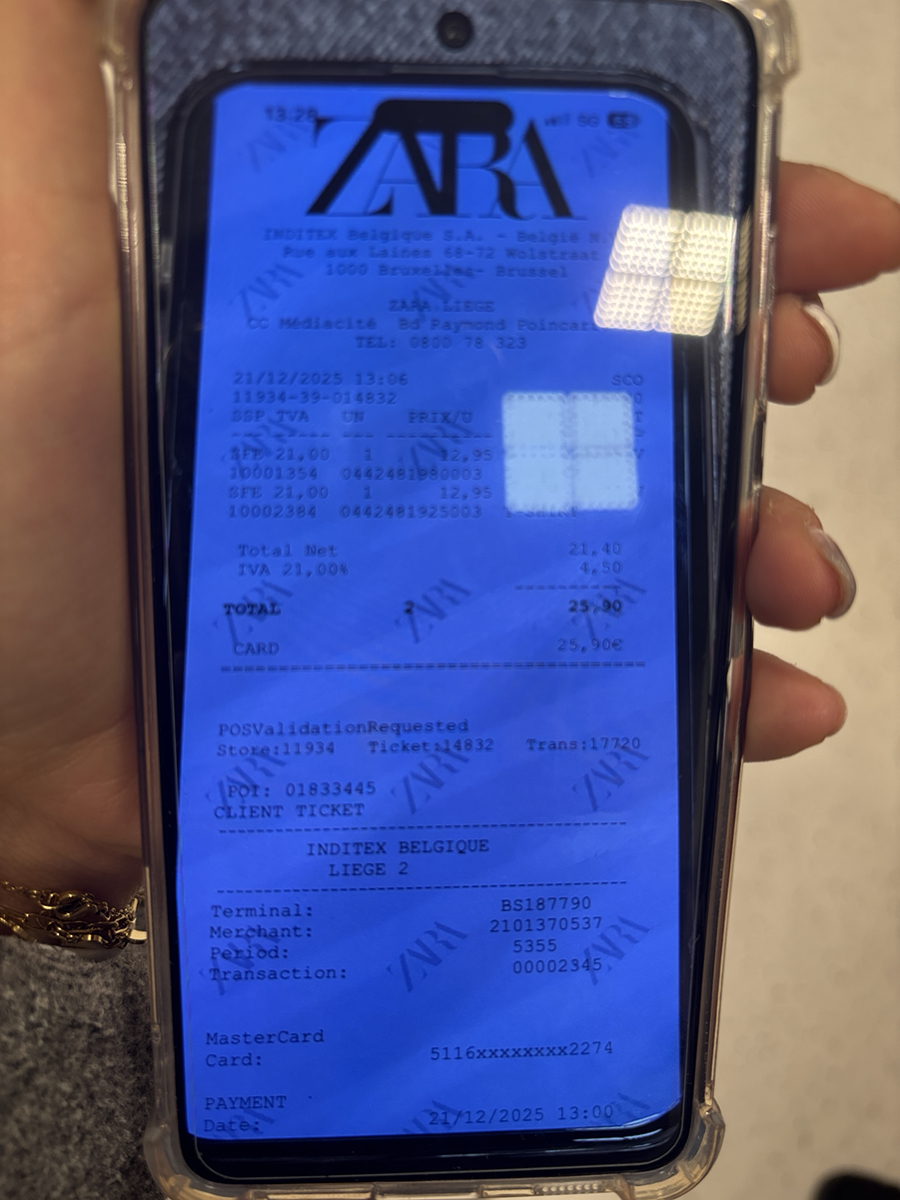 13:28 5G
ZARA
INDITEX Belgique S.A. - België
Rue aux Laines 68-72 Wolstraat
1000 Bruxelles- Brussel
ZARA LIEGE
CC Médiacité Bd Raymond Poincar
TEL: 0800 78 323
21/12/2025 13:06 SCO
11934-39-014832
SSP TVA UN PRIX/U
SFE 21,00 1 12,95
10001354 0442481980003
SFE 21,00 1 12,95
10002384 0442481925003 T-SHIRT
Total Net 21,40
IVA 21,00% 4,50
TOTAL 2 25,90
CARD 25,90€
POSValidationRequested
Store:11934 Ticket:14832 Trans:17720
POI: 01833445
CLIENT TICKET
INDITEX BELGIQUE
LIEGE 2
Terminal: BS187790
Merchant: 2101370537
Period: 5355
Transaction: 00002345
MasterCard
Card: 5116xxxxxxxx2274
PAYMENT
Date: 21/12/2025 13:00